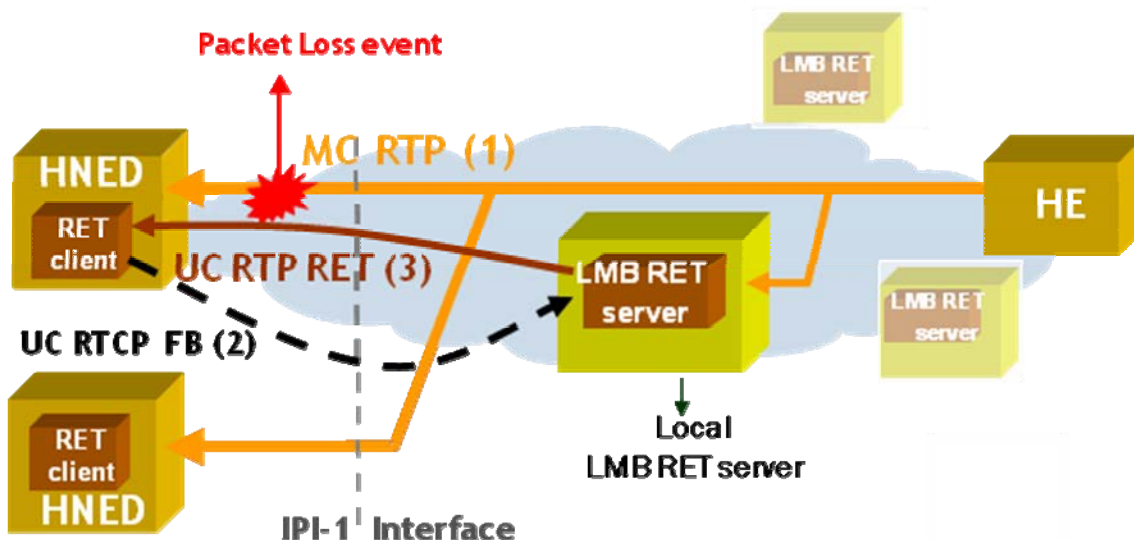 Packet Loss event
LMB RET
server
MC RTP (1)
HNED
HE
RET
client
UC RTP RET (3)
LMB RET
server
LMB RET
server
UC RTCP FB (2)
Local
LMB RET server
RET
client
HNED
IPI-1 Interface